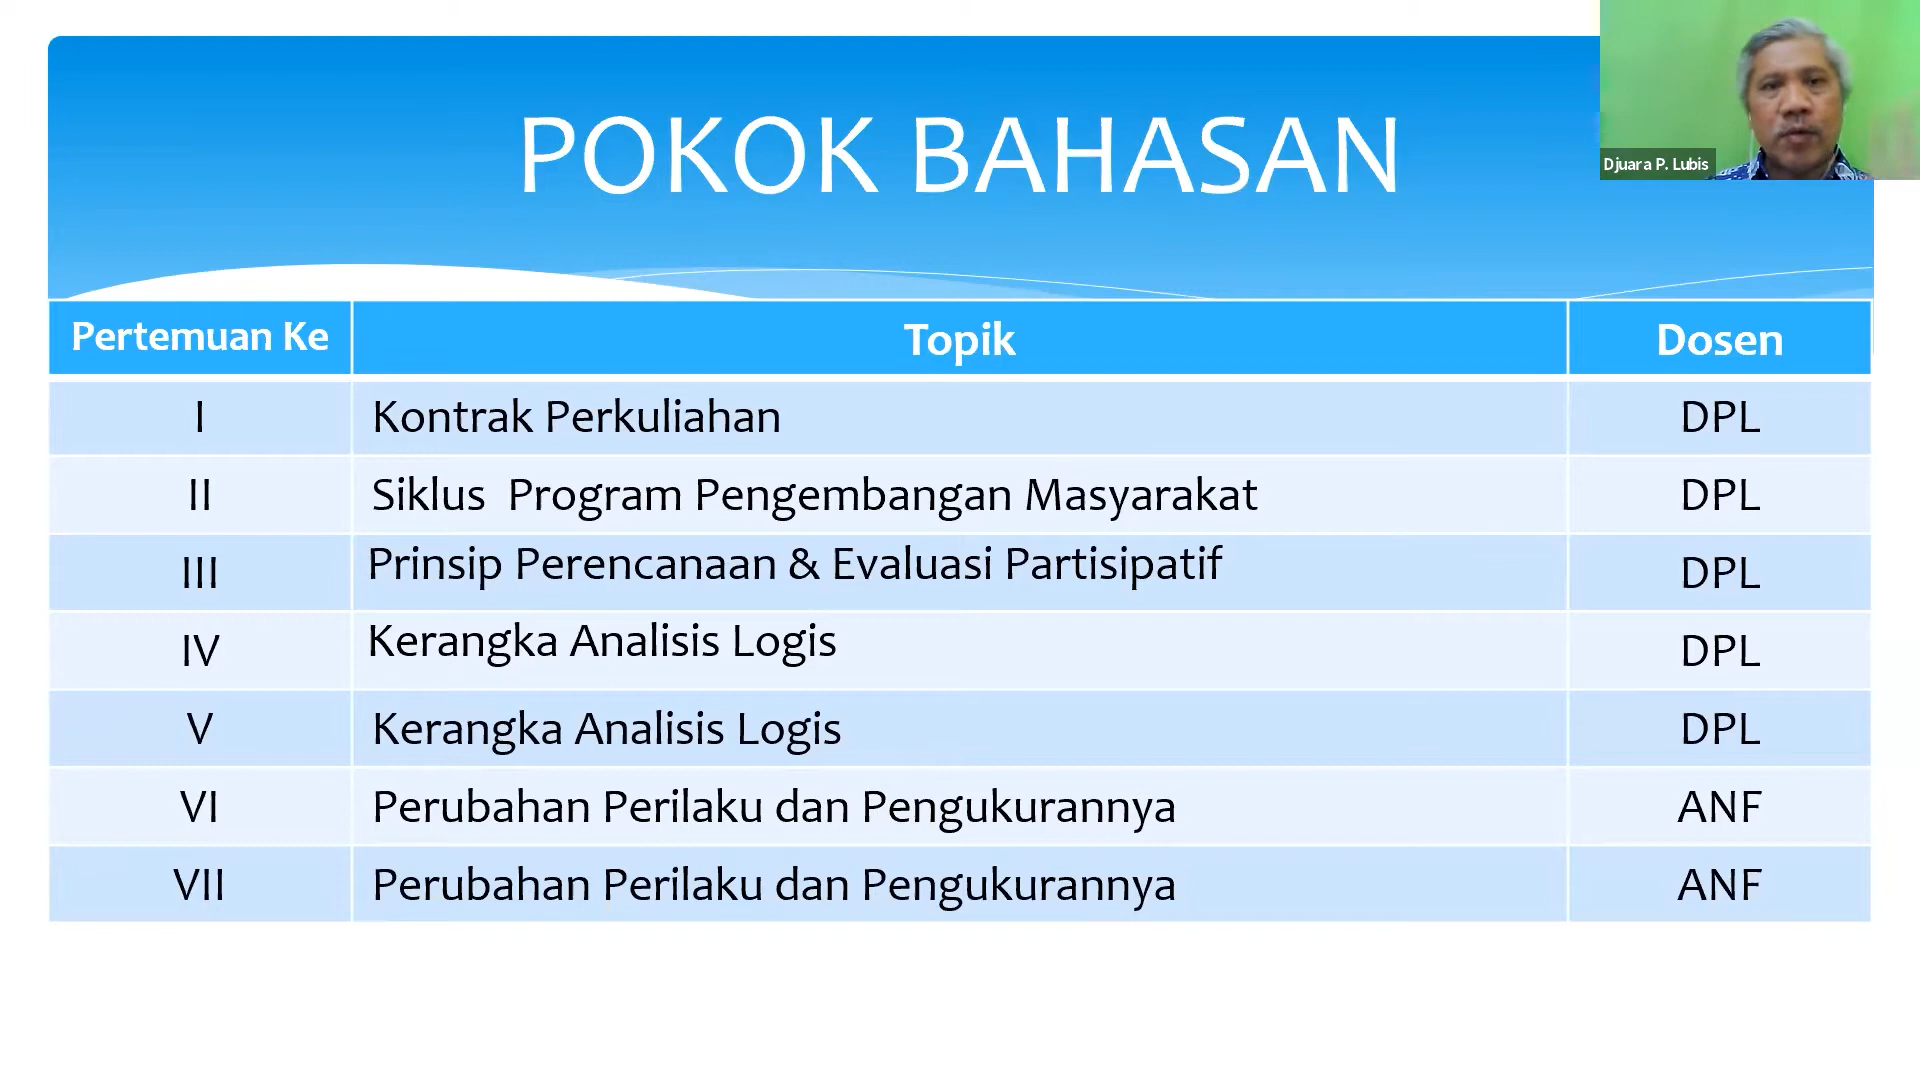 POKOK BAHASAN
Djuara P. Lubis
Pertemuan Ke Topik Dosen
I Kontrak Perkuliahan DPL
II Siklus Program Pengembangan Masyarakat DPL
III Prinsip Perencanaan & Evaluasi Partisipatif DPL
IV Kerangka Analisis Logis DPL
V Kerangka Analisis Logis DPL
VI Perubahan Perilaku dan Pengukurannya ANF
VII Perubahan Perilaku dan Pengukurannya ANF